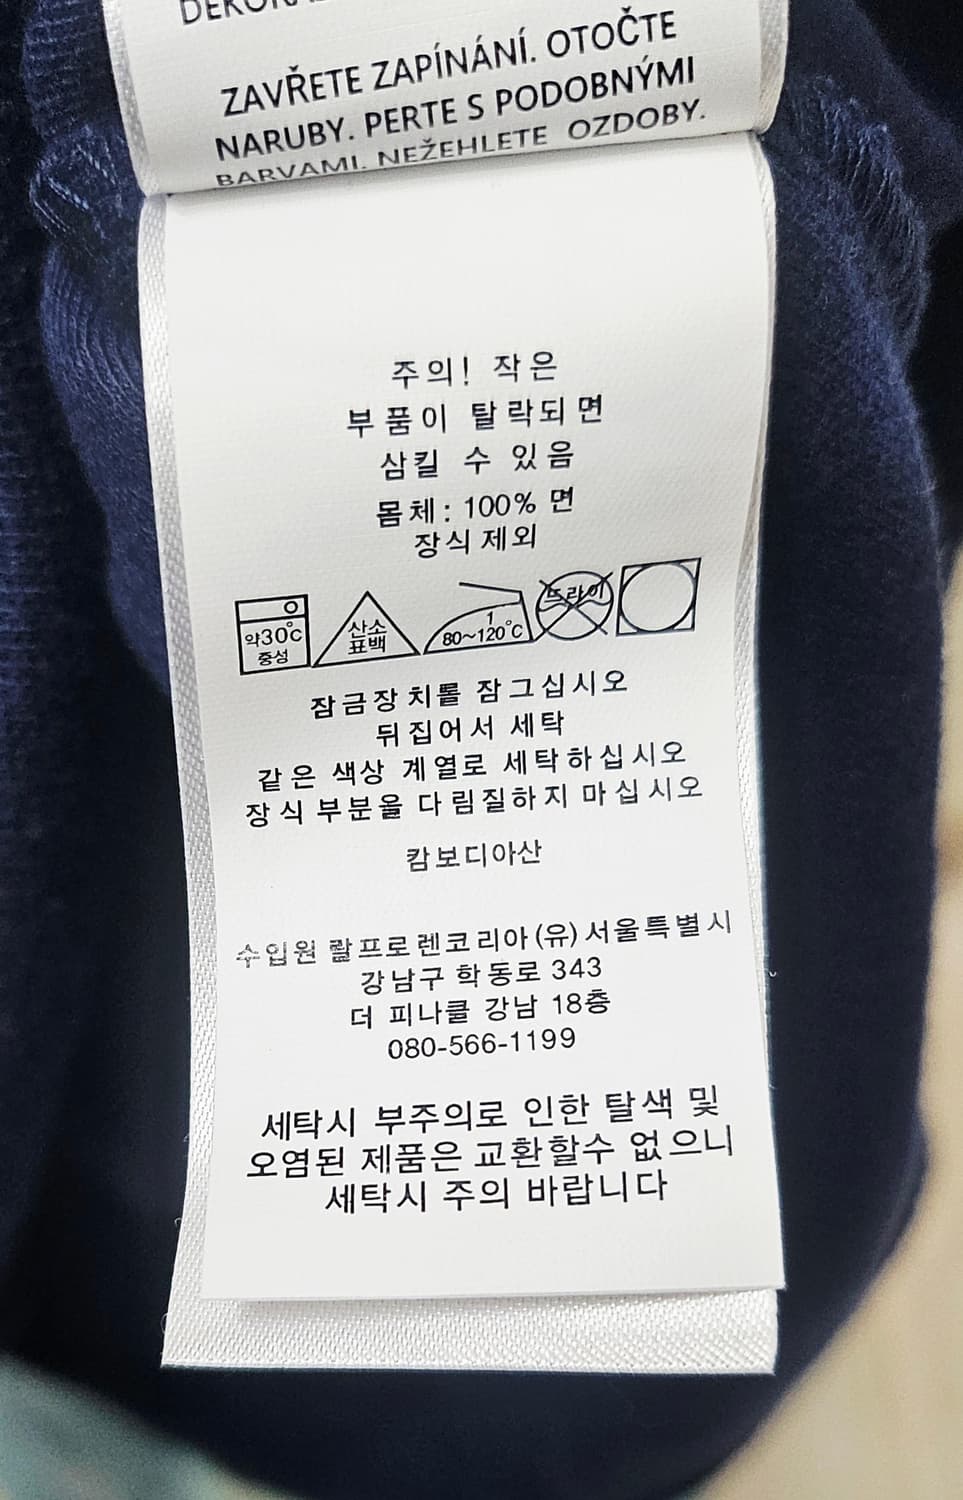 ZAVŘETE ZAPÍNÁNÍ. OTOČTE
NARUBY. PERTE S PODOBNÝMI
BARVAMI. NEŽEHLETE OZDOBY.
주의! 작은
부품이 탈락되면
삼킬 수 있음
몸체: 100% 면
장식 제외
약30℃
중성
산소
표백
1
80~120℃
드라이
잠금장치를 잠그십시오
뒤집어서 세탁
같은 색상 계열로 세탁하십시오
장식 부분을 다림질하지 마십시오
캄보디아산
수입원 랄프로렌코리아(유)서울특별시
강남구 학동로 343
더 피나클 강남 18층
080-566-1199
세탁시 부주의로 인한 탈색 및
오염된 제품은 교환할수 없으니
세탁시 주의 바랍니다